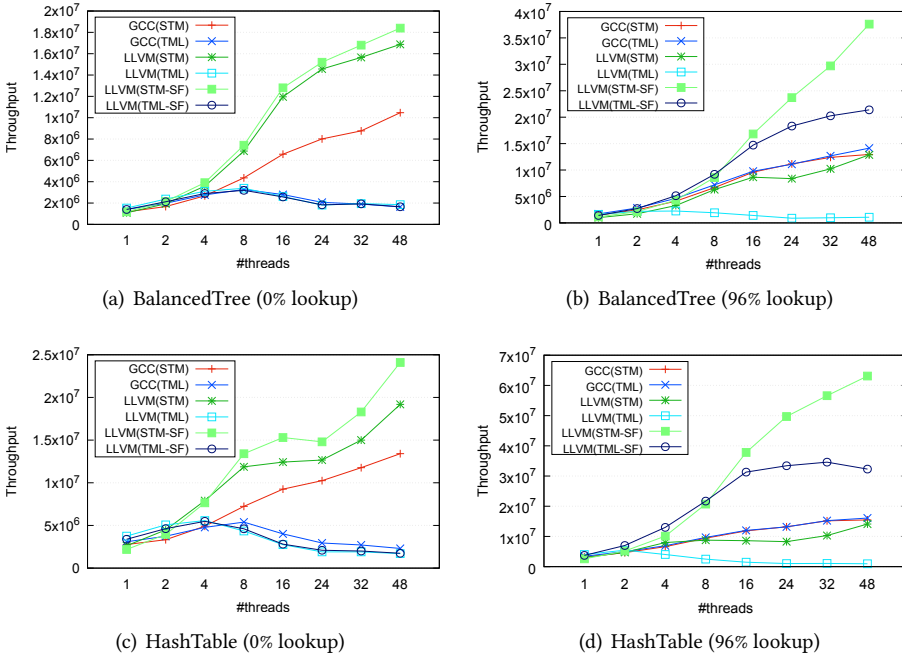 GCC(STM)
GCC(TML)
LLVM(STM)
LLVM(TML)
LLVM(STM-SF)
LLVM(TML-SF)
Throughput
2x10^7
1.8x10^7
1.6x10^7
1.4x10^7
1.2x10^7
1x10^7
8x10^6
6x10^6
4x10^6
2x10^6
0
1 2 4 8 16 24 32 48
#threads
(a) BalancedTree (0% lookup)
GCC(STM)
GCC(TML)
LLVM(STM)
LLVM(TML)
LLVM(STM-SF)
LLVM(TML-SF)
Throughput
4x10^7
3.5x10^7
3x10^7
2.5x10^7
2x10^7
1.5x10^7
1x10^7
5x10^6
0
1 2 4 8 16 24 32 48
#threads
(b) BalancedTree (96% lookup)
GCC(STM)
GCC(TML)
LLVM(STM)
LLVM(TML)
LLVM(STM-SF)
LLVM(TML-SF)
Throughput
2.5x10^7
2x10^7
1.5x10^7
1x10^7
5x10^6
0
1 2 4 8 16 24 32 48
#threads
(c) HashTable (0% lookup)
GCC(STM)
GCC(TML)
LLVM(STM)
LLVM(TML)
LLVM(STM-SF)
LLVM(TML-SF)
Throughput
7x10^7
6x10^7
5x10^7
4x10^7
3x10^7
2x10^7
1x10^7
0
1 2 4 8 16 24 32 48
#threads
(d) HashTable (96% lookup)